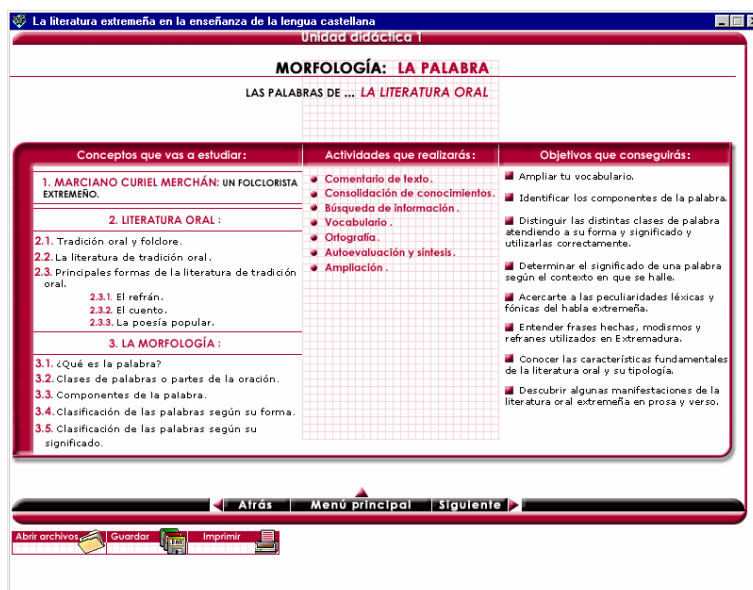 La literatura extremeña en la enseñanza de la lengua castellana
Unidad didáctica 1
MORFOLOGÍA: LA PALABRA
LAS PALABRAS DE ... LA LITERATURA ORAL
Conceptos que vas a estudiar:
1. MARCIANO CURIEL MERCHÁN: UN FOLCLORISTA
EXTREMEÑO.
2. LITERATURA ORAL :
2.1. Tradición oral y folclore.
2.2. La literatura de tradición oral.
2.3. Principales formas de la literatura de tradición
oral.
2.3.1. El refrán.
2.3.2. El cuento.
2.3.3. La poesía popular.
3. LA MORFOLOGÍA :
3.1. ¿Qué es la palabra?
3.2. Clases de palabras o partes de la oración.
3.3. Componentes de la palabra.
3.4. Clasificación de las palabras según su forma.
3.5. Clasificación de las palabras según su
significado.
Actividades que realizarás:
Comentario de texto.
Consolidación de conocimientos.
Búsqueda de información.
Vocabulario.
Ortografía.
Autoevaluación y síntesis.
Ampliación.
Objetivos que conseguirás:
Ampliar tu vocabulario.
Identificar los componentes de la palabra.
Distinguir las distintas clases de palabra
atendiendo a su forma y significado y
utilizarlas correctamente.
Determinar el significado de una palabra
según el contexto en que se halle.
Acercarte a las peculiaridades léxicas y
fónicas del habla extremeña.
Entender frases hechas, modismos y
refranes utilizados en Extremadura.
Conocer las características fundamentales
de la literatura oral y su tipología.
Descubrir algunas manifestaciones de la
literatura oral extremeña en prosa y verso.
Atrás
Menú principal
Siguiente
Abrir archivos
Guardar
Imprimir